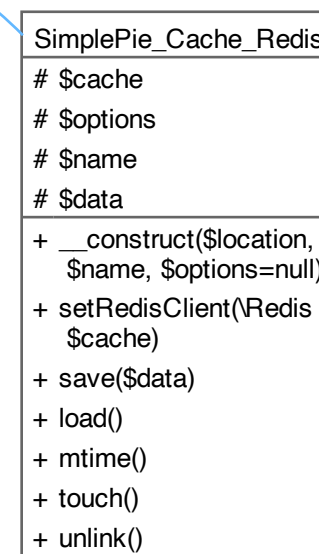 SimplePie_Cache_Redis
# $cache
# $options
# $name
# $data
+ __construct($location,
$name, $options=null)
+ setRedisClient(\Redis
$cache)
+ save($data)
+ load()
+ mtime()
+ touch()
+ unlink()